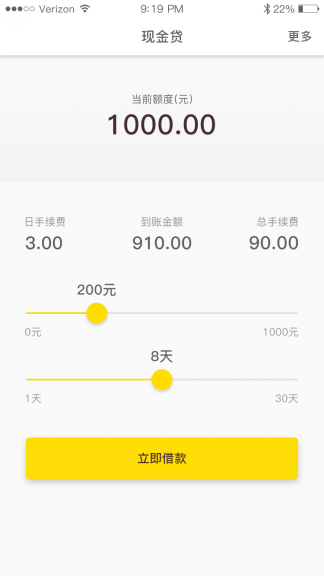 Verizon 9:19 PM 22%
现金贷 更多
当前额度(元)
1000.00
日手续费 到账金额 总手续费
3.00 910.00 90.00
200元
0元 1000元
8天
1天 30天
立即借款